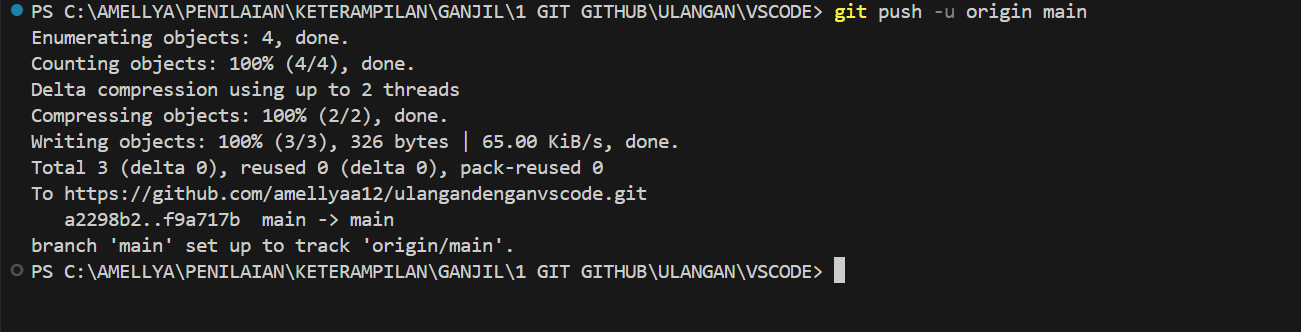 PS C:\AMELLYA\PENILAIAN\KETERAMPILAN\GANJIL\1 GIT GITHUB\ULANGAN\VSCODE> git push -u origin main
Enumerating objects: 4, done.
Counting objects: 100% (4/4), done.
Delta compression using up to 2 threads
Compressing objects: 100% (2/2), done.
Writing objects: 100% (3/3), 326 bytes | 65.00 KiB/s, done.
Total 3 (delta 0), reused 0 (delta 0), pack-reused 0
To https://github.com/amellyaa12/ulangandenganvscode.git
   a2298b2..f9a717b  main -> main
branch 'main' set up to track 'origin/main'.
PS C:\AMELLYA\PENILAIAN\KETERAMPILAN\GANJIL\1 GIT GITHUB\ULANGAN\VSCODE>